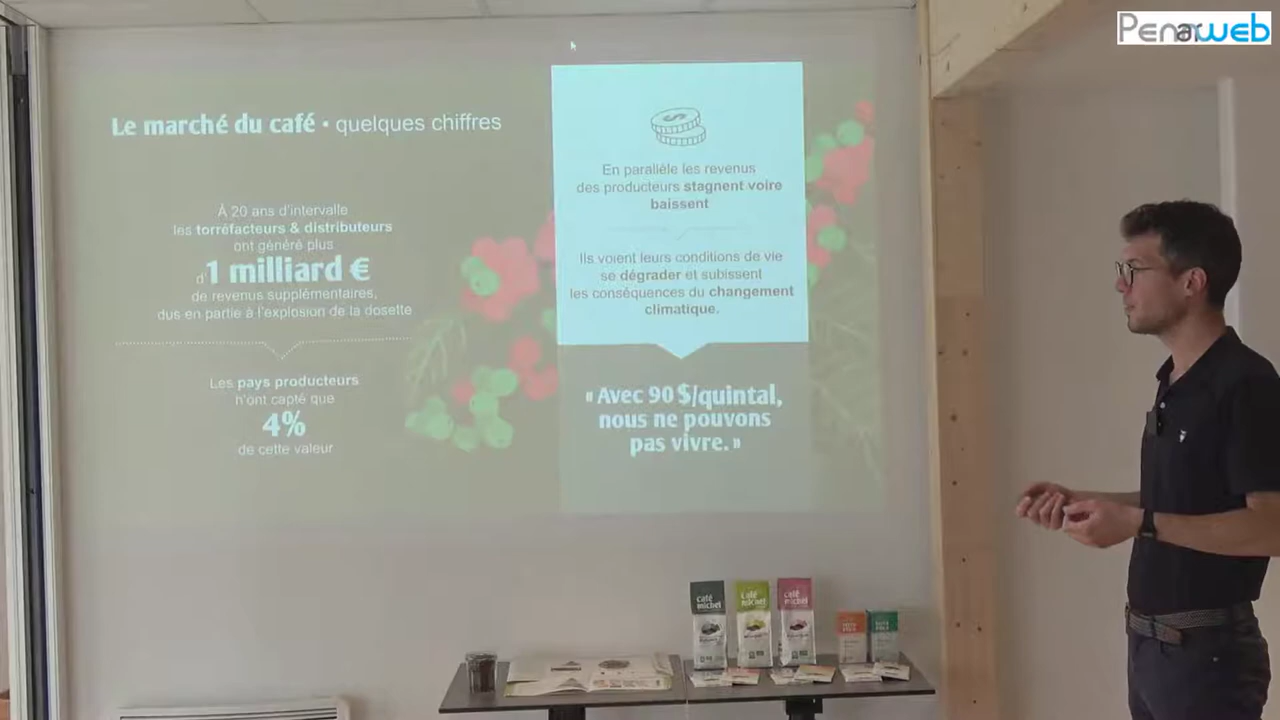 Penarweb
Le marché du café • quelques chiffres
À 20 ans d'intervalle
les torréfacteurs & distributeurs
ont généré plus
d'1 milliard €
de revenus supplémentaires,
dus en partie à l'explosion de la dosette
Les pays producteurs
n'ont capté que
4%
de cette valeur
En parallèle les revenus
des producteurs stagnent voire
baissent
Ils voient leurs conditions de vie
se dégrader et subissent
les conséquences du changement
climatique.
« Avec 90 $/quintal,
nous ne pouvons
pas vivre. »
café
michel
café
michel
café
michel